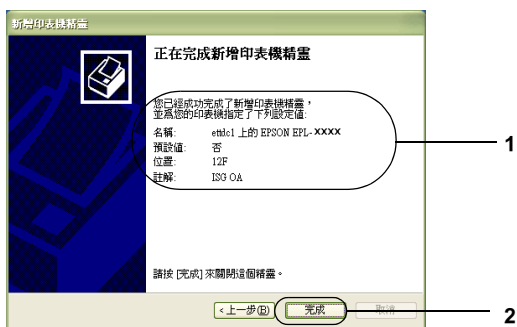 新增印表機精靈
正在完成新增印表機精靈
您已經成功完成了新增印表機精靈，
並為您的印表機指定了下列設定值:
名稱: ettdc1 上的 EPSON EPL-XXXX
預設值: 否
位置: 12F
註解: ISG OA
1
請按 [完成] 來關閉這個精靈。
<上一步(B)
完成
取消
2